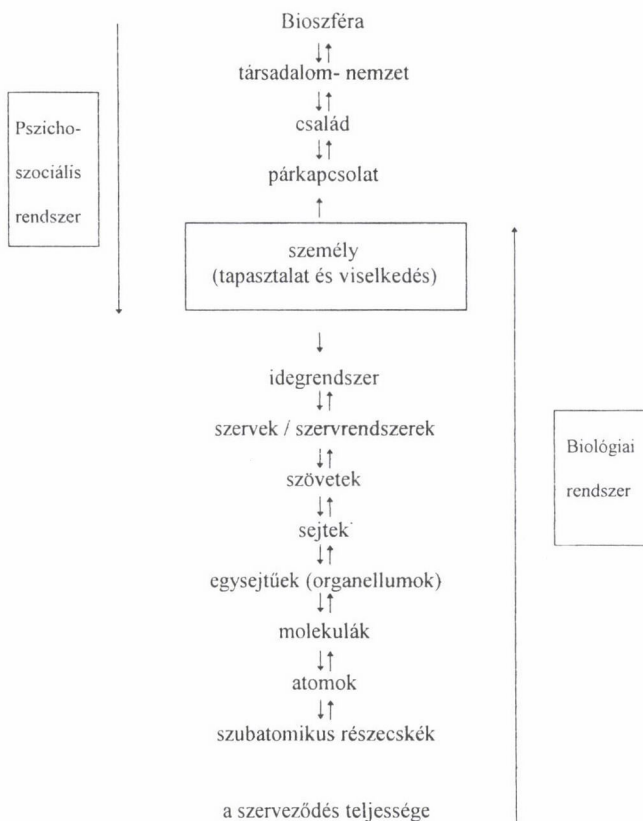 Bioszféra
↓↑
társadalom- nemzet
↓↑
család
↓↑
párkapcsolat
↑
Pszicho-
szociális
rendszer
személy
(tapasztalat és viselkedés)
↓
idegrendszer
↓↑
szervek / szervrendszerek
↓↑
szövetek
↓↑
sejtek
↓↑
egysejtűek (organellumok)
↓↑
molekulák
↓↑
atomok
↓↑
szubatomikus részecskék
Biológiai
rendszer
a szerveződés teljessége